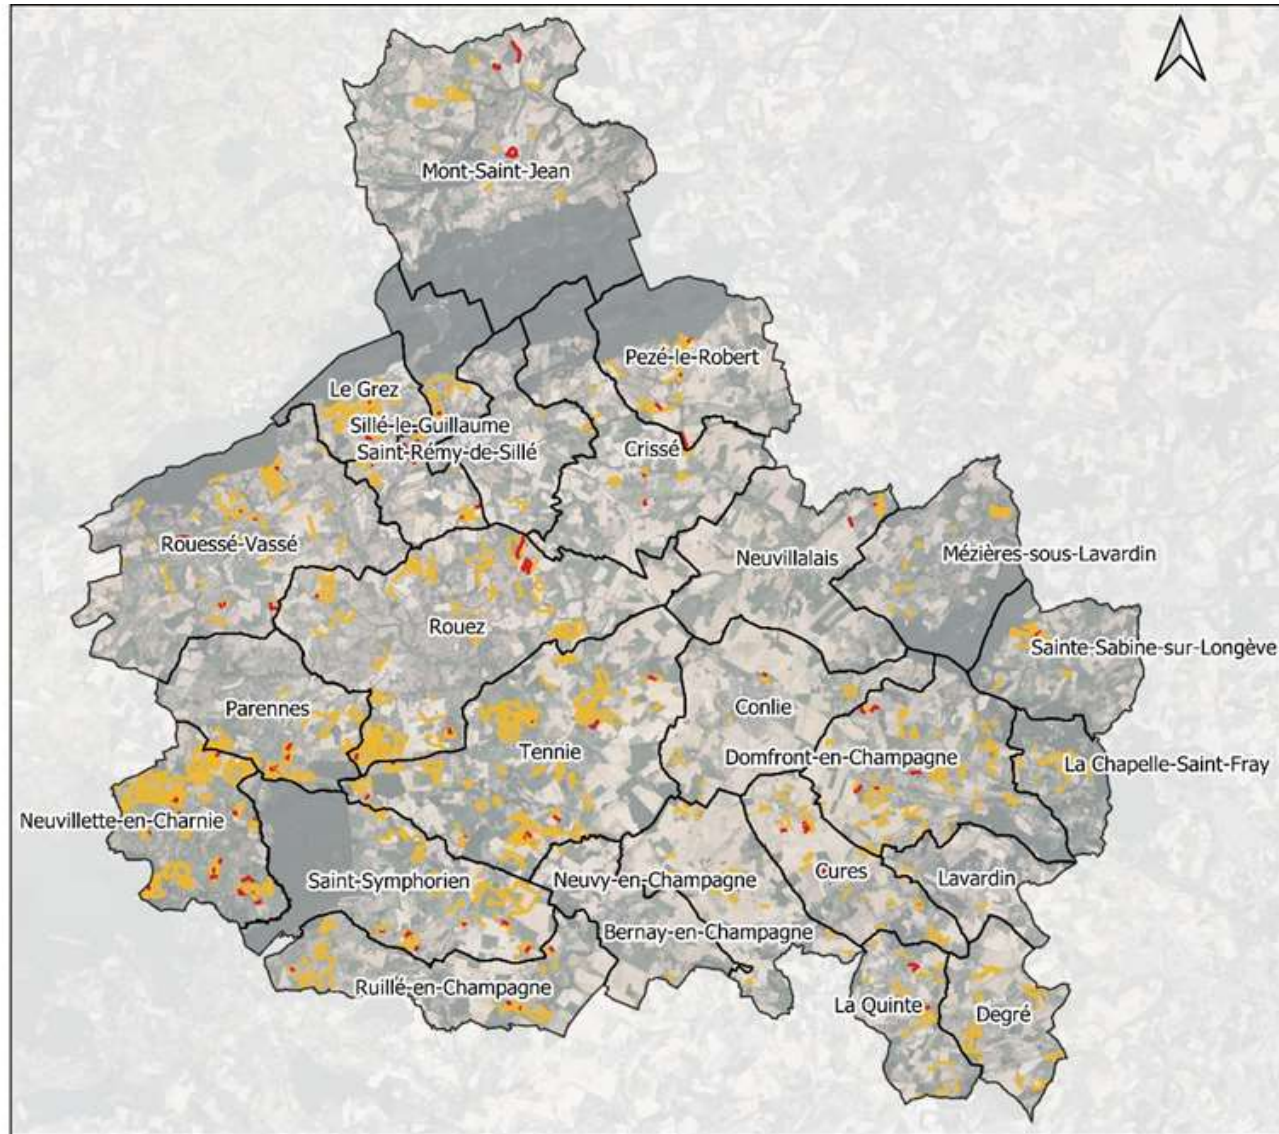 Mont-Saint-Jean
Pezé-le-Robert
Le Grez
Sillé-le-Guillaume
Saint-Rémy-de-Sillé
Crissé
Rouessé-Vassé
Neuvillalais
Mézières-sous-Lavardin
Rouez
Sainte-Sabine-sur-Longève
Parennes
Conlie
Tennie
Domfront-en-Champagne
La Chapelle-Saint-Fray
Neuvillette-en-Charnie
Saint-Symphorien
Neuvy-en-Champagne
Cures
Lavardin
Bernay-en-Champagne
Ruillé-en-Champagne
La Quinte
Degré